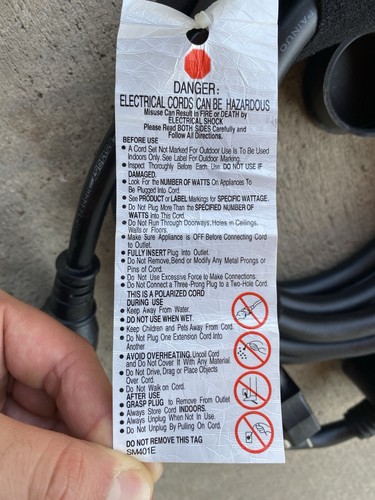 DANGER:
ELECTRICAL CORDS CAN BE HAZARDOUS
Misuse Can Result in FIRE or DEATH by
ELECTRICAL SHOCK
Please Read BOTH SIDES Carefully and
Follow All Directions.
BEFORE USE
• A Cord Set Not Marked For Outdoor Use Is To Be Used
Indoors Only. See Label For Outdoor Marking.
• Inspect Thoroughly Before Each Use. DO NOT USE IF
DAMAGED.
• Look For the NUMBER OF WATTS On Appliances To
Be Plugged Into Cord.
• See PRODUCT or LABEL Markings for SPECIFIC WATTAGE.
• Do Not Plug More Than the SPECIFIED NUMBER OF
WATTS Into This Cord.
• Do Not Run Through Doorways, Holes in Ceilings,
Walls or Floors.
• Make Sure Appliance is OFF Before Connecting Cord
to Outlet.
• FULLY INSERT Plug Into Outlet.
• Do Not Remove, Bend or Modify Any Metal Prongs or
Pins of Cord.
• Do Not Use Excessive Force to Make Connections.
• Do Not Connect a Three-Prong Plug to a Two-Hole Cord.
THIS IS A POLARIZED CORD
DURING USE
• Keep Away From Water.
• DO NOT USE WHEN WET.
• Keep Children and Pets Away From Cord.
• Do Not Plug One Extension Cord Into
Another
• AVOID OVERHEATING. Uncoil Cord
and Do Not Cover It With Any Material.
• Do Not Drive, Drag or Place Objects
Over Cord.
• Do Not Walk on Cord.
AFTER USE
• GRASP PLUG to Remove From Outlet
• Always Store Cord INDOORS.
• Always Unplug When Not In Use.
• Do Not Unplug By Pulling On Cord.
DO NOT REMOVE THIS TAG
SM401E